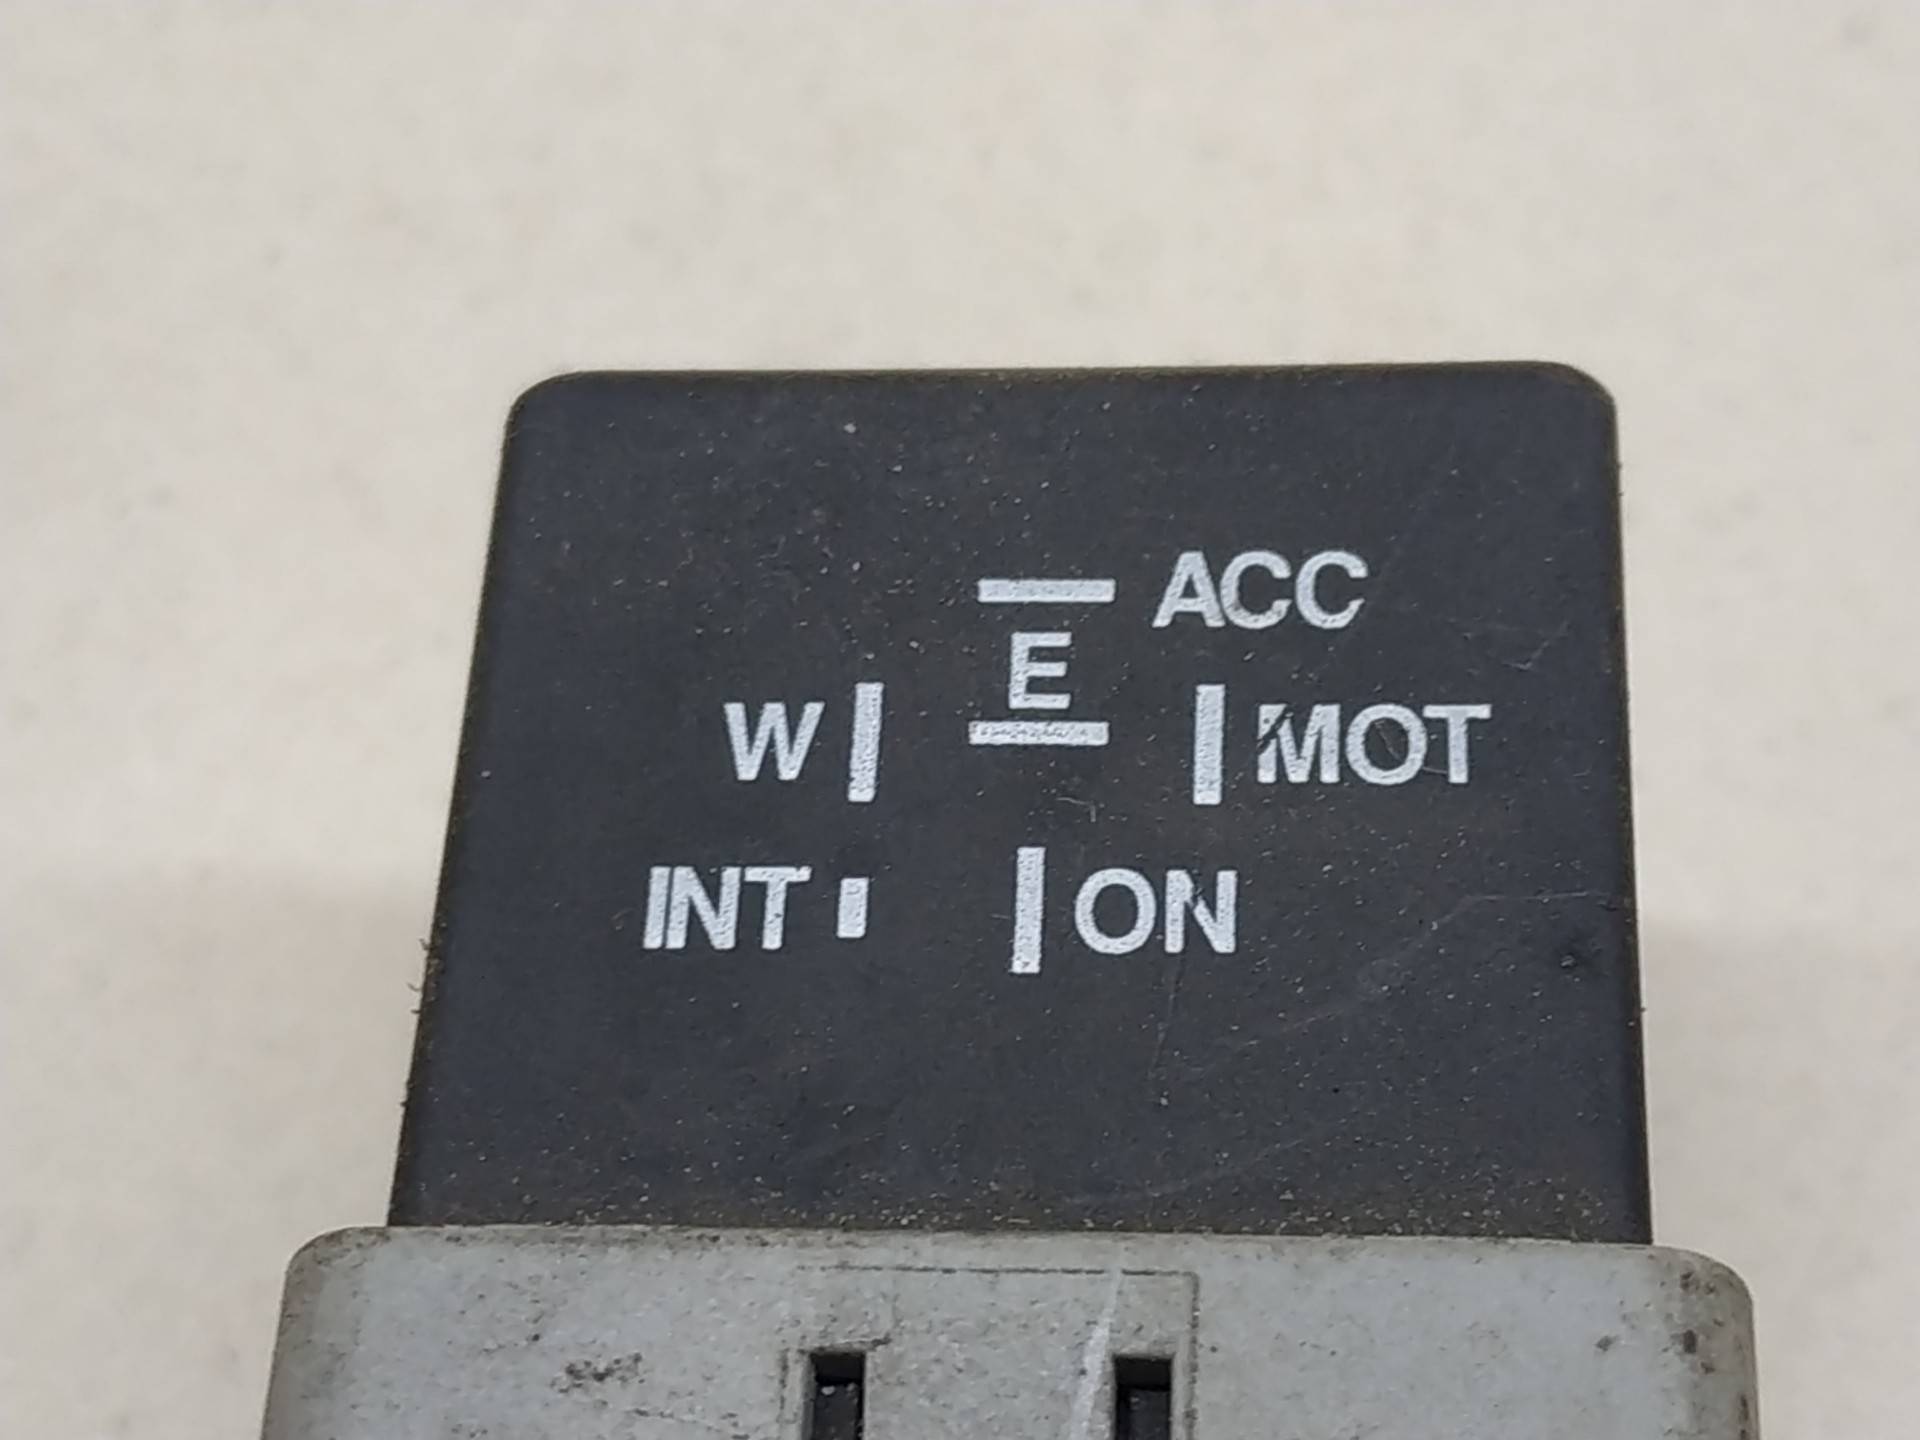 ACC
E
W MOT
INT ON